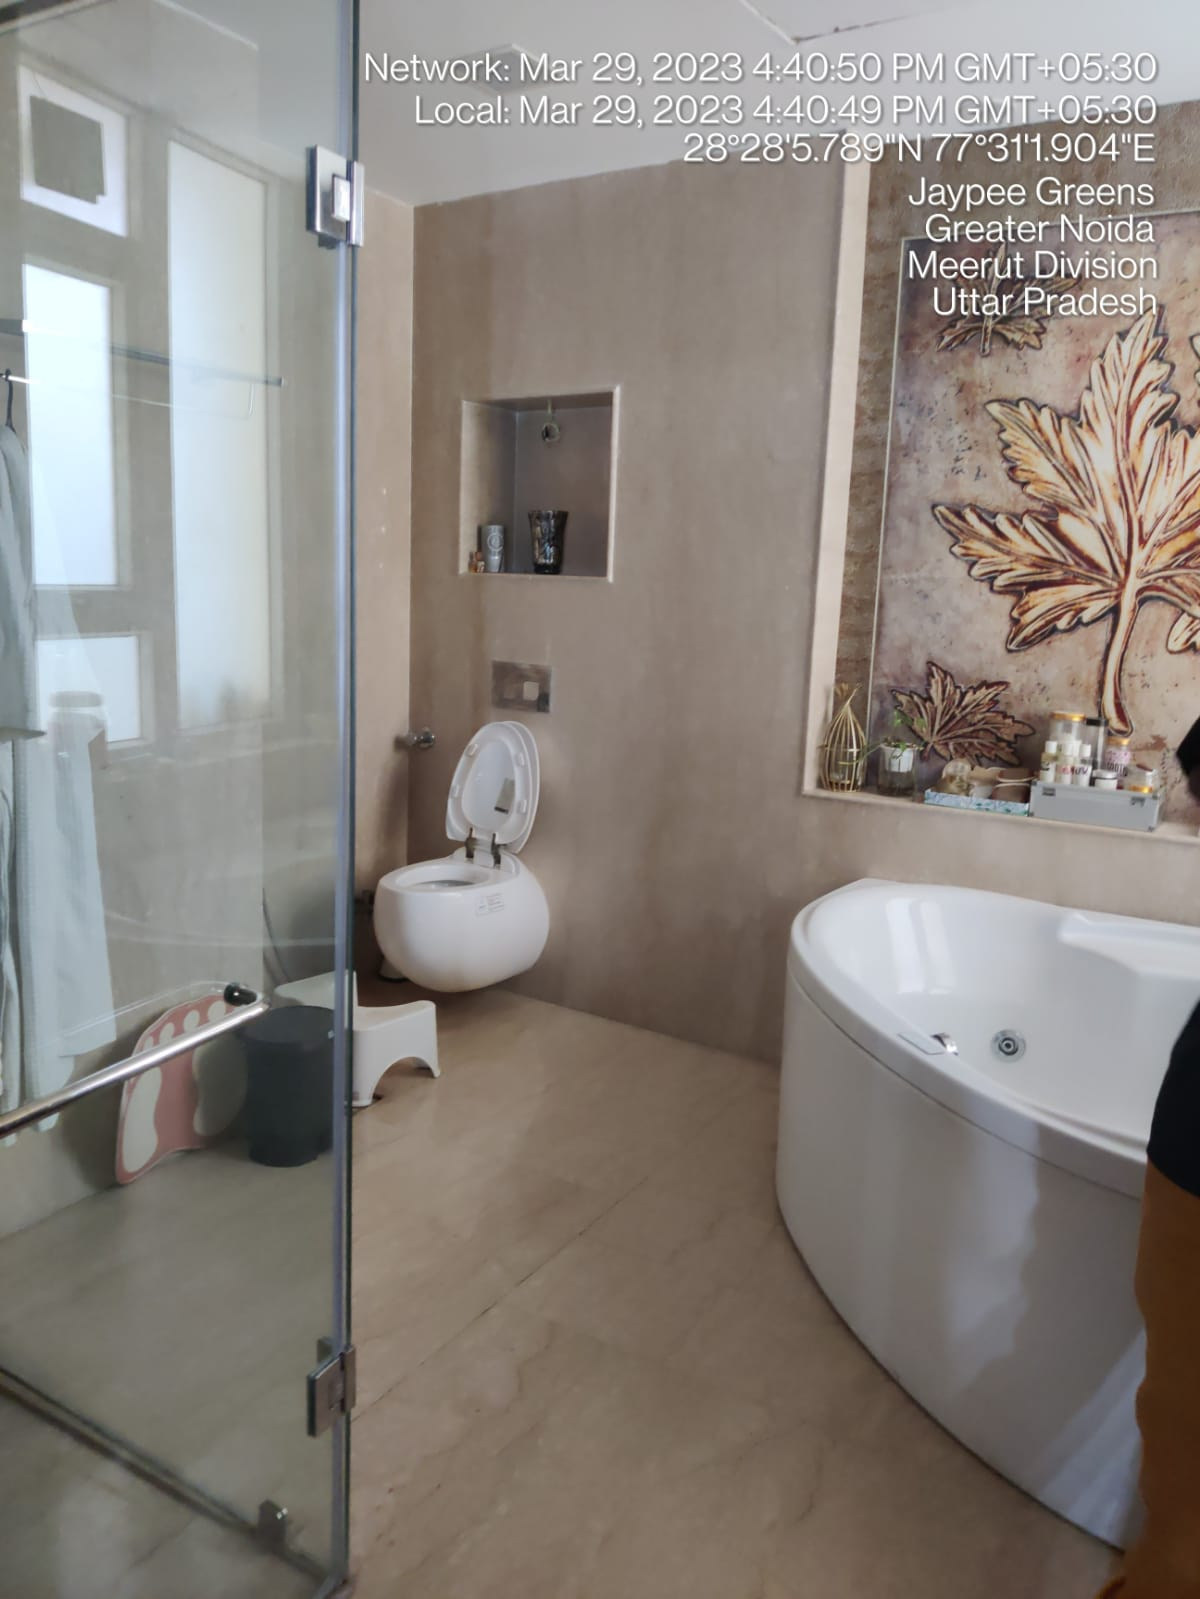 Network: Mar 29, 2023 4:40:50 PM GMT+05:30
Local: Mar 29, 2023 4:40:49 PM GMT+05:30
28°28'5.789"N 77°31'1.904"E
Jaypee Greens
Greater Noida
Meerut Division
Uttar Pradesh